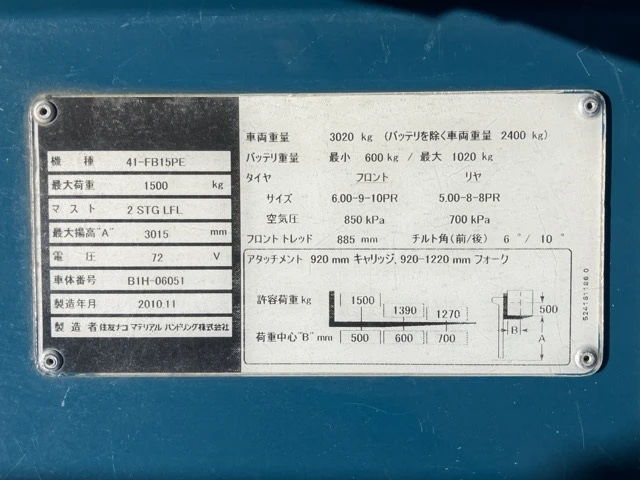 機 種 41-FB15PE
最大荷重 1500 kg
マ ス ト 2 STG LFL
最大揚高"A" 3015 mm
電 圧 72 V
車体番号 B1H-06051
製造年月 2010.11
製 造 者 住友ナコ マテリアル ハンドリング株式会社
車両重量 3020 kg (バッテリを除く車両重量 2400 kg)
バッテリ重量 最小 600 kg / 最大 1020 kg
タイヤ フロント リヤ
サイズ 6.00-9-10PR 5.00-8-8PR
空気圧 850 kPa 700 kPa
フロント トレッド 885 mm チルト角(前/後) 6° / 10°
アタッチメント 920 mm キャリッジ, 920-1220 mm フォーク
許容荷重 kg 1500 1390 1270
荷重中心"B" mm 500 600 700
500
B
A
524161186 0